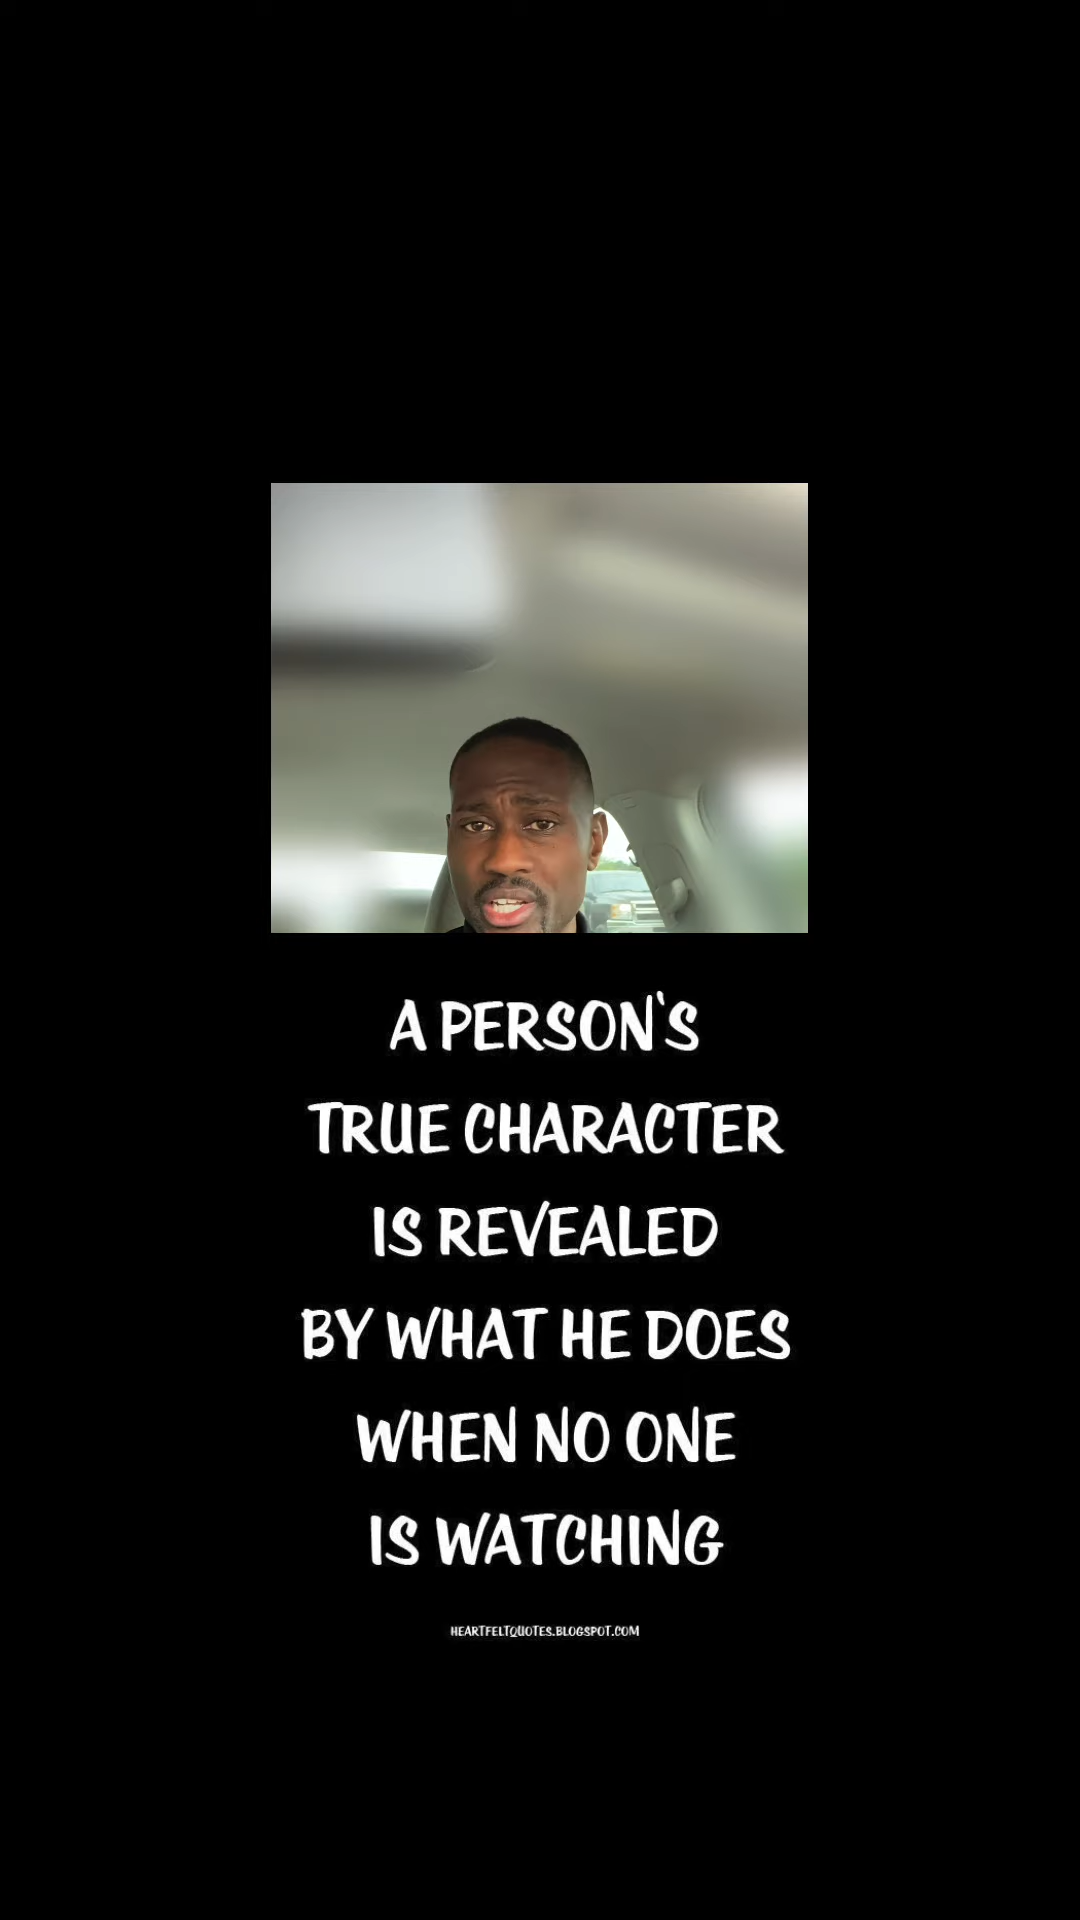 A PERSON'S
TRUE CHARACTER
IS REVEALED
BY WHAT HE DOES
WHEN NO ONE
IS WATCHING
HEARTFELTQUOTES.BLOGSPOT.COM